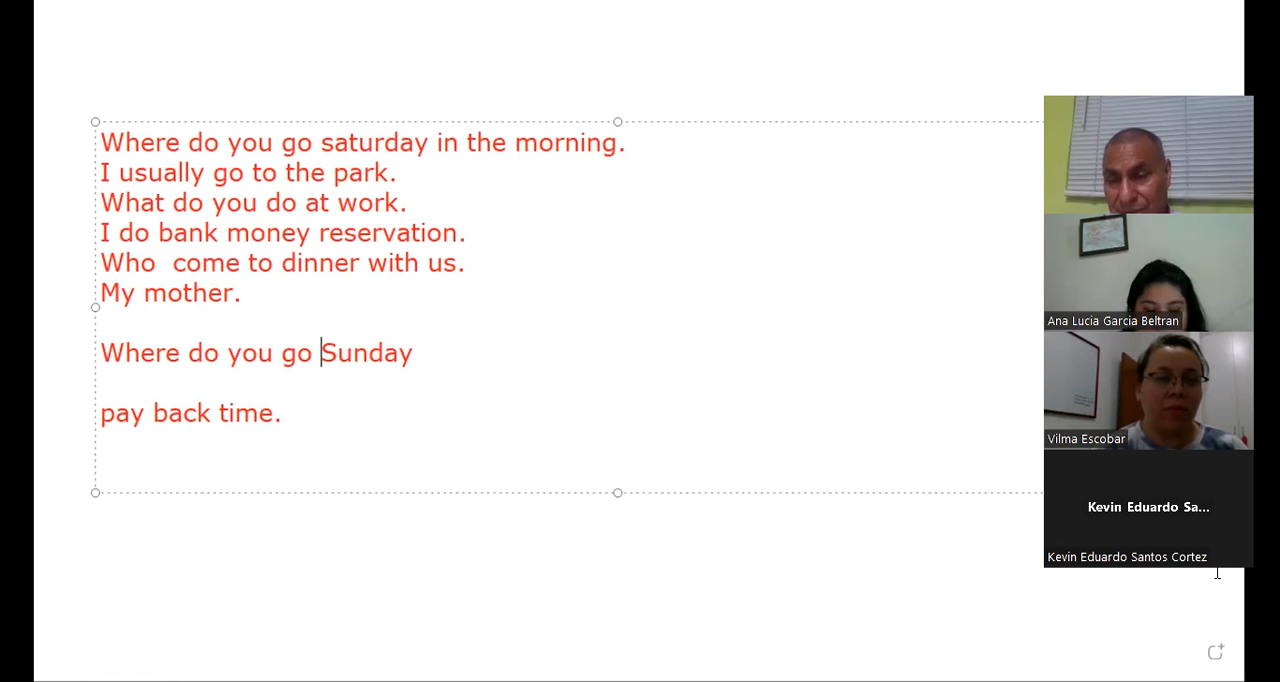 Where do you go saturday in the morning.
I usually go to the park.
What do you do at work.
I do bank money reservation.
Who  come to dinner with us.
My mother.
Where do you go Sunday
pay back time.
Ana Lucia Garcia Beltran
Vilma Escobar
Kevin Eduardo Sa...
Kevin Eduardo Santos Cortez